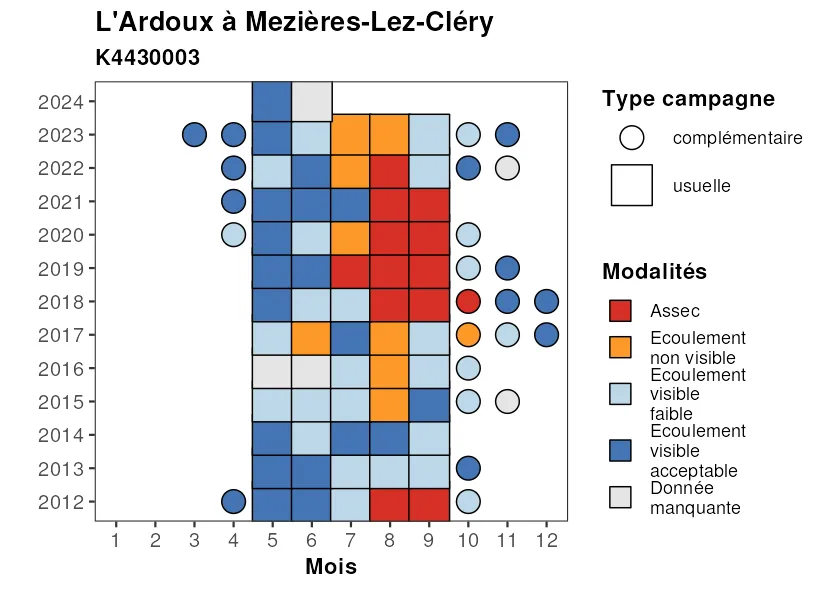 L'Ardoux à Mezières-Lez-Cléry
K4430003
2024
2023
2022
2021
2020
2019
2018
2017
2016
2015
2014
2013
2012
1 2 3 4 5 6 7 8 9 10 11 12
Mois
Type campagne
complémentaire
usuelle
Modalités
Assec
Ecoulement
non visible
Ecoulement
visible
faible
Ecoulement
visible
acceptable
Donnée
manquante